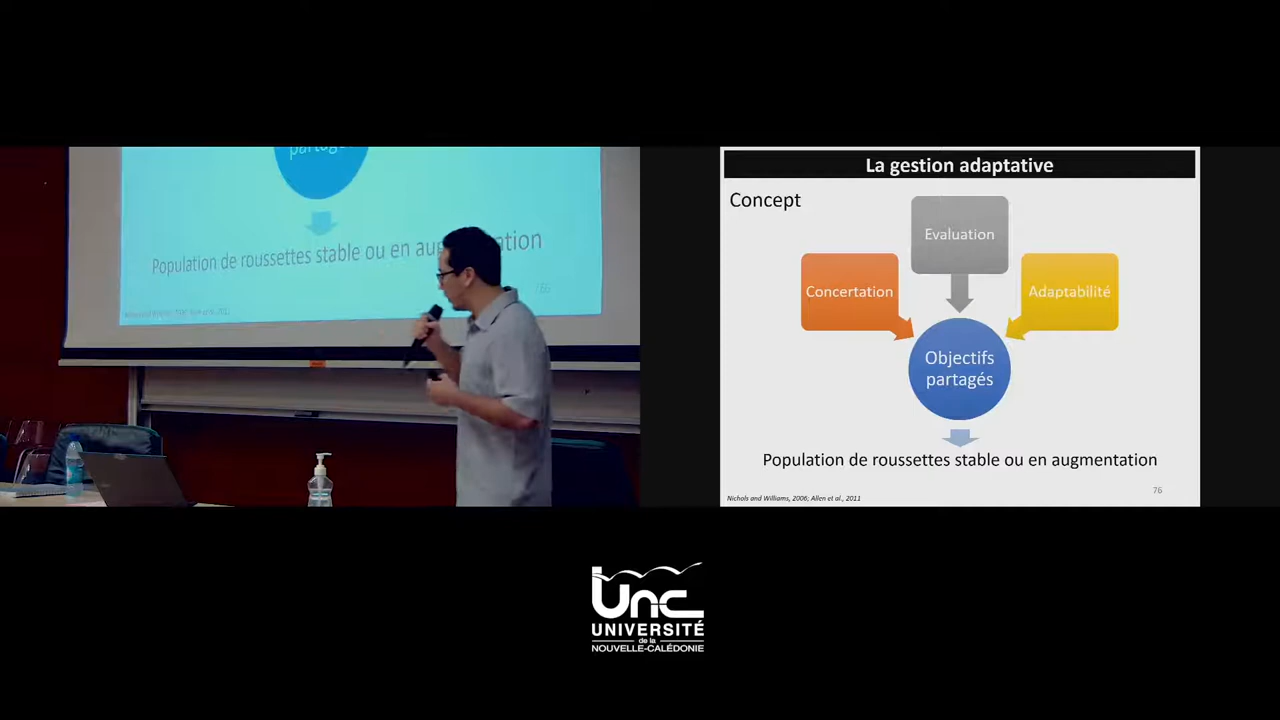 partagé
Population de roussettes stable ou en aug
tation
La gestion adaptative
Concept
Evaluation
Concertation
Adaptabilité
Objectifs
partagés
Population de roussettes stable ou en augmentation
76
Nichols and Williams, 2006; Allen et al., 2011
Unc
UNIVERSITÉ
de la
NOUVELLE-CALÉDONIE